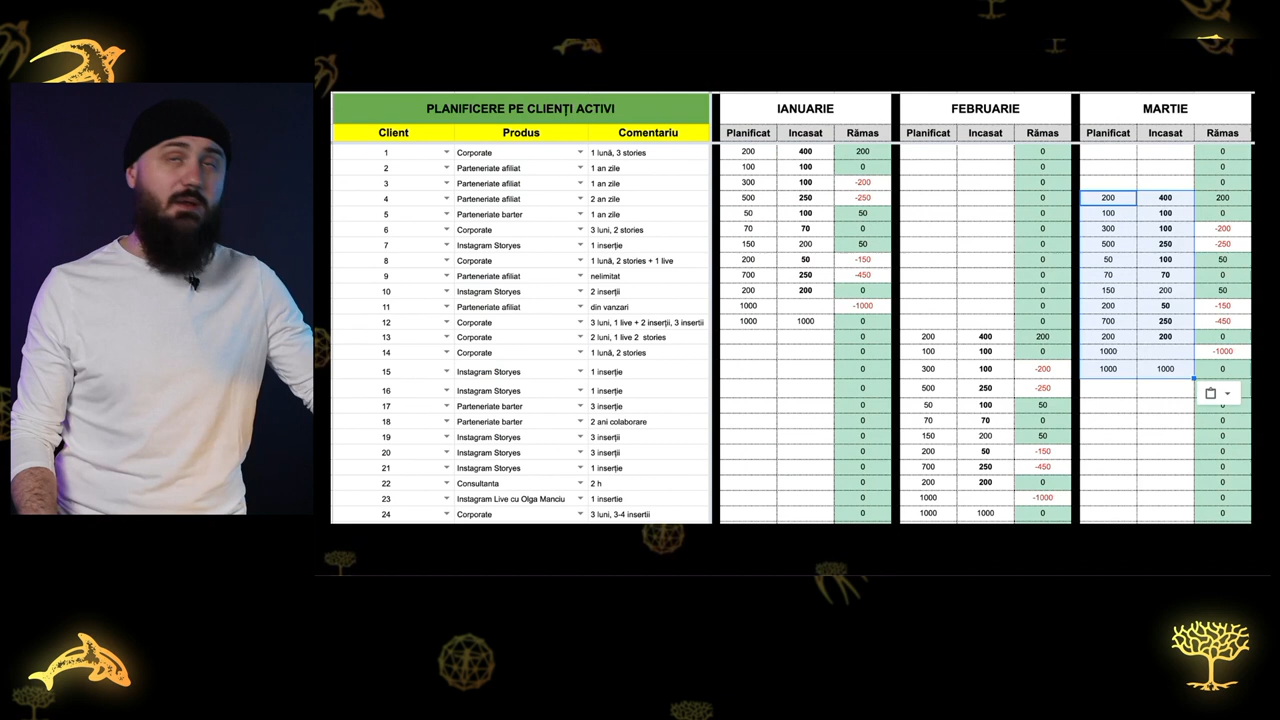 PLANIFICERE PE CLIENȚI ACTIVI IANUARIE FEBRUARIE MARTIE
Client Produs Comentariu Planificat Incasat Rămas Planificat Incasat Rămas Planificat Incasat Rămas
1 Corporate 1 lună, 3 stories 200 400 200 0 0
2 Parteneriate afiliat 1 an zile 100 100 0 0 0
3 Parteneriate afiliat 1 an zile 300 100 -200 0 0
4 Parteneriate afiliat 2 an zile 500 250 -250 0 200 400 200
5 Parteneriate barter 1 an zile 50 100 50 0 100 100 0
6 Corporate 3 luni, 2 stories 70 70 0 0 300 100 -200
7 Instagram Storyes 1 inserție 150 200 50 0 500 250 -250
8 Corporate 1 lună, 2 stories + 1 live 200 50 -150 0 50 100 50
9 Parteneriate afiliat nelimitat 700 250 -450 0 70 70 0
10 Instagram Storyes 2 inserții 200 200 0 0 150 200 50
11 Parteneriate afiliat din vanzari 1000 -1000 0 200 50 -150
12 Corporate 3 luni, 1 live + 2 inserții, 3 insertii 1000 1000 0 0 700 250 -450
13 Corporate 2 luni, 1 live 2 stories 0 200 400 200 200 200 0
14 Corporate 1 lună, 2 stories 0 100 100 0 1000 -1000
15 Instagram Storyes 1 inserție 0 300 100 -200 1000 1000 0
16 Instagram Storyes 1 inserție 0 500 250 -250
17 Parteneriate barter 3 inserție 0 50 100 50 0
18 Parteneriate barter 2 ani colaborare 0 70 70 0 0
19 Instagram Storyes 3 inserții 0 150 200 50 0
20 Instagram Storyes 3 inserții 0 200 50 -150 0
21 Instagram Storyes 1 inserție 0 700 250 -450 0
22 Consultanta 2 h 0 200 200 0 0
23 Instagram Live cu Olga Manciu 1 insertie 0 1000 -1000 0
24 Corporate 3 luni, 3-4 insertii 0 1000 1000 0 0